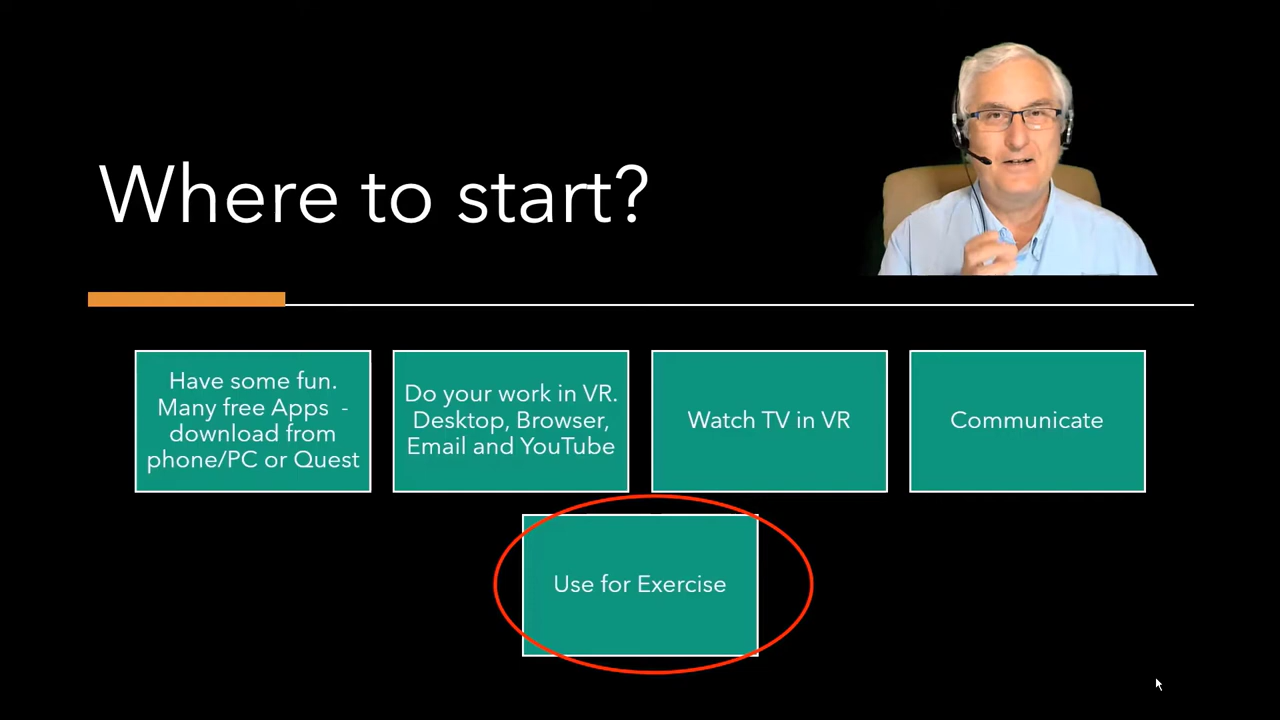 Where to start?
Have some fun.
Many free Apps -
download from
phone/PC or Quest
Do your work in VR.
Desktop, Browser,
Email and YouTube
Watch TV in VR
Communicate
Use for Exercise